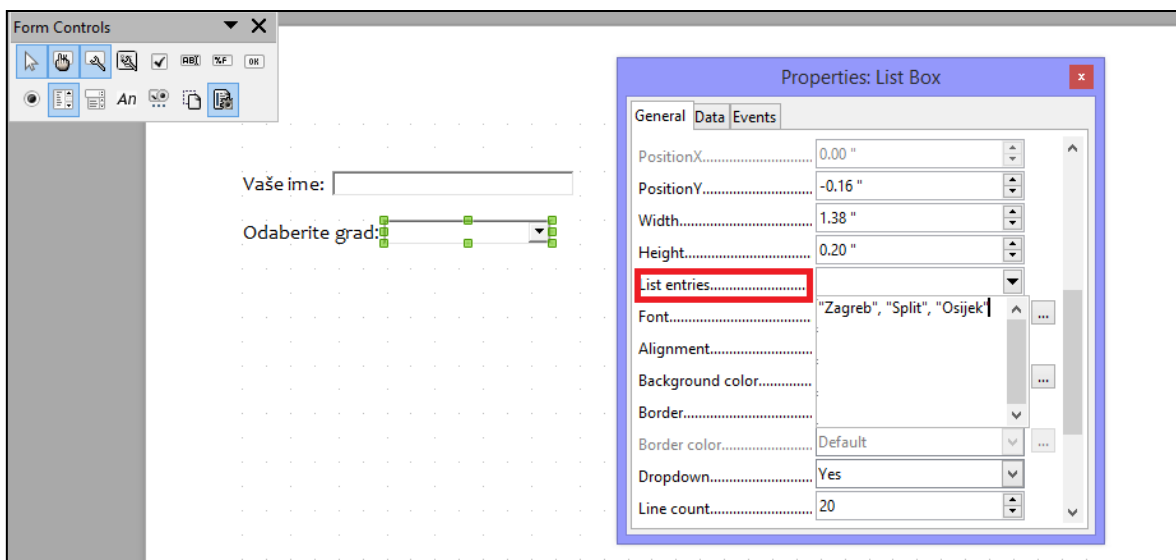 Form Controls
ABI %F OK
An
Vaše ime:
Odaberite grad:
Properties: List Box
General Data Events
PositionX............................ 0.00 "
PositionY............................ -0.16 "
Width.................................. 1.38 "
Height................................. 0.20 "
List entries.........................
"Zagreb", "Split", "Osijek"
Font.................................... ...
Alignment...........................
Background color.............. ...
Border.................................
Border color........................ Default ...
Dropdown........................... Yes
Line count........................... 20